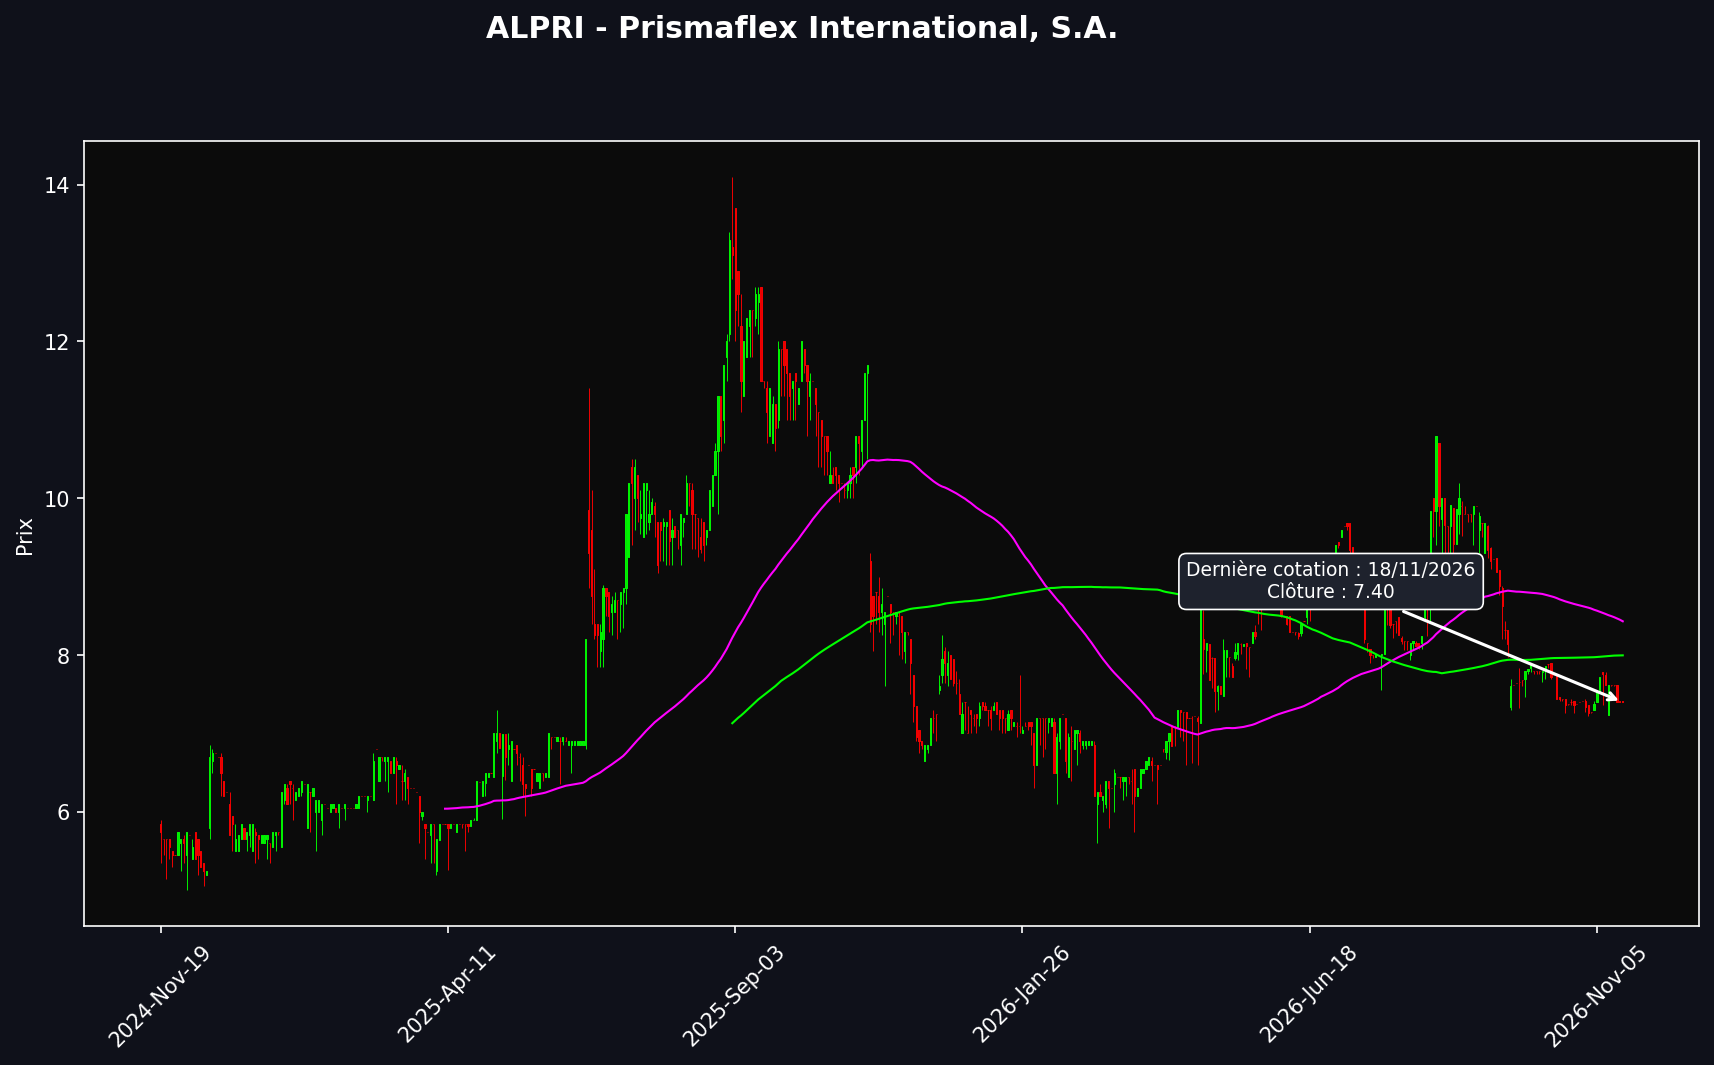 ALPRI - Prismaflex International, S.A.
14
12
10
8
6
Prix
Dernière cotation : 18/11/2026
Clôture : 7.40
2024-Nov-19
2025-Apr-11
2025-Sep-03
2026-Jan-26
2026-Jun-18
2026-Nov-05